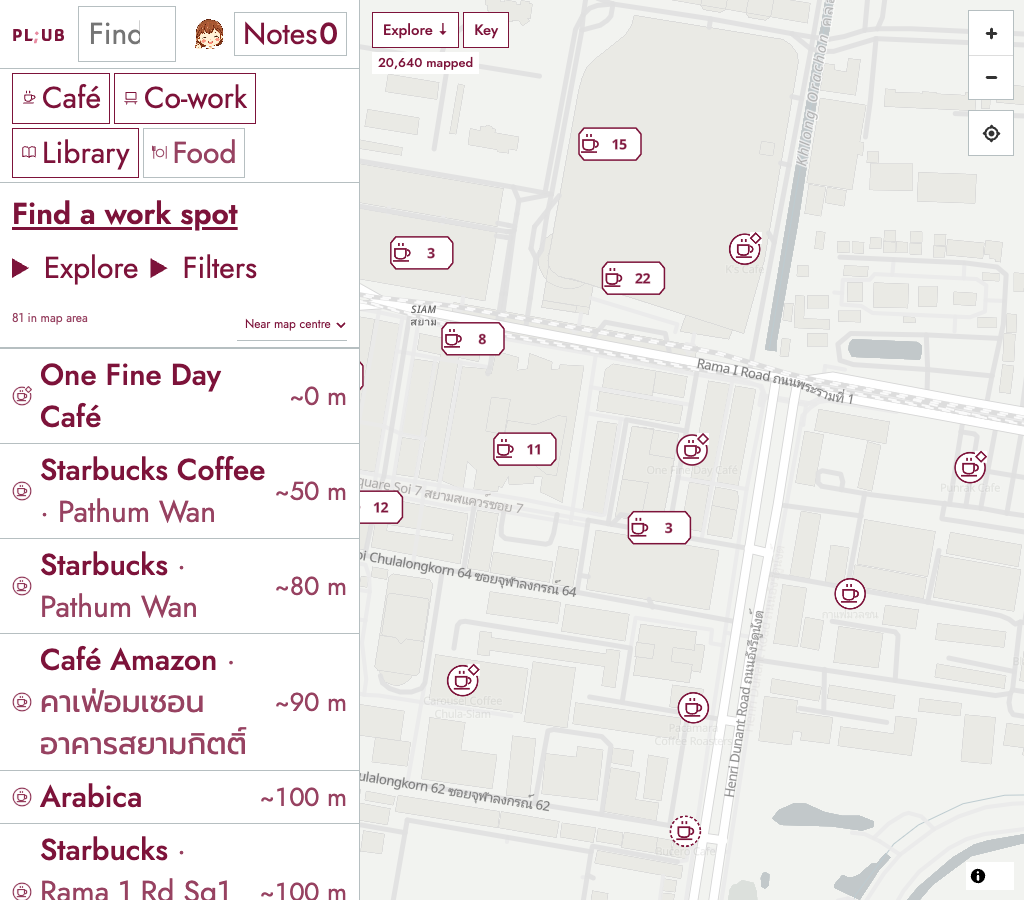 PL;UB
Find
Notes 0
Café
Co-work
Library
Food
Find a work spot
Explore
Filters
81 in map area
Near map centre
One Fine Day
Café
~0 m
Starbucks Coffee
· Pathum Wan
~50 m
Starbucks ·
Pathum Wan
~80 m
Café Amazon ·
คาเฟ่อมเซอน
อาคารสยามกิตติ์
~90 m
Arabica
~100 m
Starbucks ·
Rama 1 Rd Sq1
~100 m
Explore ↓
Key
20,640 mapped
+
−
15
3
22
K's Cafe
SIAM
สยาม
8
Rama I Road ถนนพระรามที่ 1
11
One Fine Day Café
quare Soi 7 สยามสแควร์ซอย 7
12
3
oi Chulalongkorn 64 ซอยจุฬาลงกรณ์ 64
Henri Dunant Road ถนนอังรีดูนังต์
Chula-Siam
Coffee Roasters
ulalongkorn 62 ซอยจุฬาลงกรณ์ 62